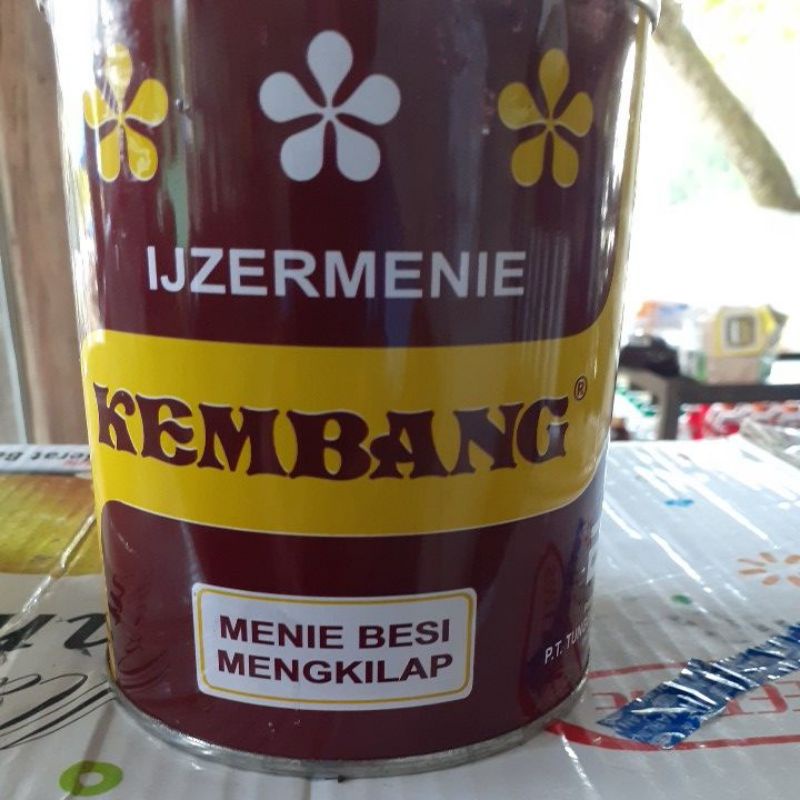 IJZERMENIE
KEMBANG®
MENIE BESI
MENGKILAP
P.T.